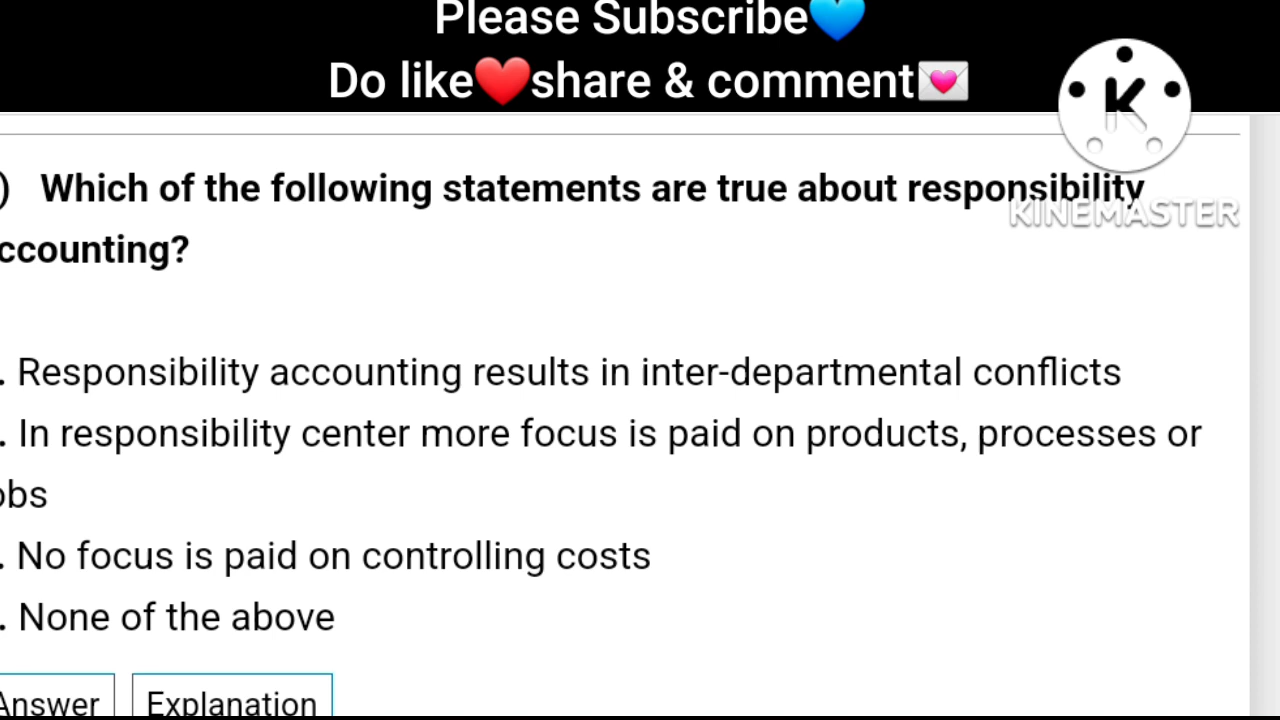 Please Subscribe💙
Do like❤️share & comment💌
K
KINEMASTER
) Which of the following statements are true about responsibility
ccounting?
. Responsibility accounting results in inter-departmental conflicts
. In responsibility center more focus is paid on products, processes or
obs
. No focus is paid on controlling costs
. None of the above
Answer
Explanation